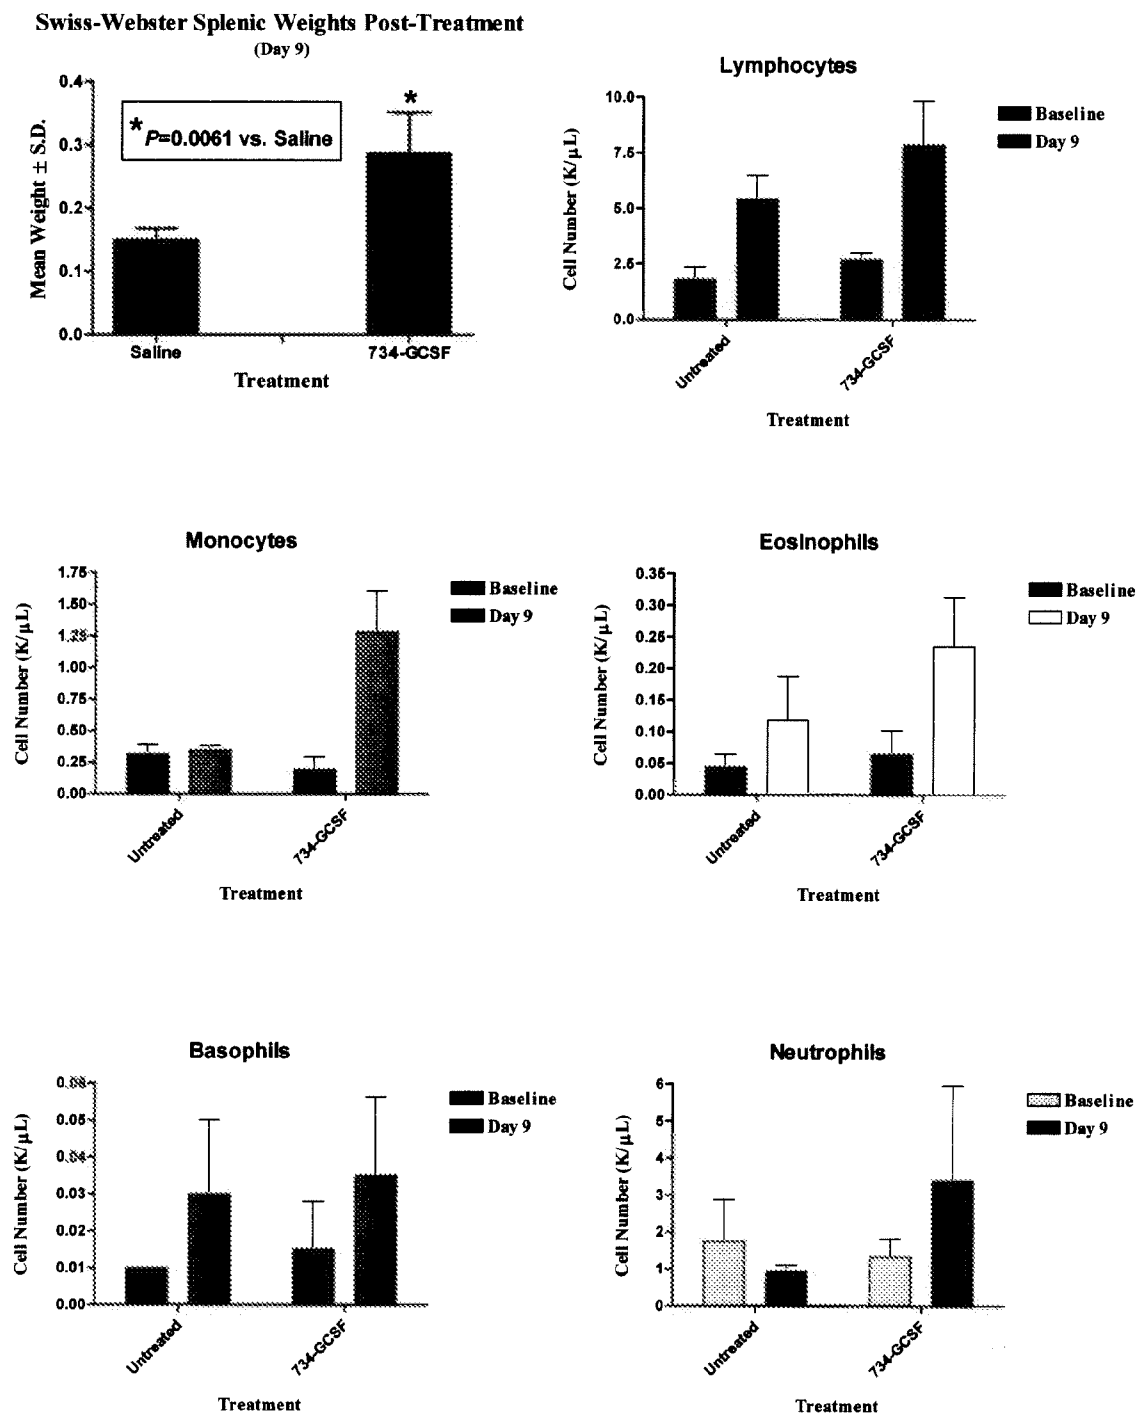 Swiss-Webster Splenic Weights Post-Treatment
(Day 9)
Mean Weight ± S.D.
0.4
0.3
0.2
0.1
0.0
* P=0.0061 vs. Saline
*
Saline
734-GCSF
Treatment
Lymphocytes
Cell Number (K/μL)
10.0
7.5
5.0
2.5
0.0
Baseline
Day 9
Untreated
734-GCSF
Treatment
Monocytes
Cell Number (K/μL)
1.75
1.50
1.25
1.00
0.75
0.50
0.25
0.00
Baseline
Day 9
Untreated
734-GCSF
Treatment
Eosinophils
Cell Number (K/μL)
0.35
0.30
0.25
0.20
0.15
0.10
0.05
0.00
Baseline
Day 9
Untreated
734-GCSF
Treatment
Basophils
Cell Number (K/μL)
0.06
0.05
0.04
0.03
0.02
0.01
0.00
Baseline
Day 9
Untreated
734-GCSF
Treatment
Neutrophils
Cell Number (K/μL)
6
5
4
3
2
1
0
Baseline
Day 9
Untreated
734-GCSF
Treatment